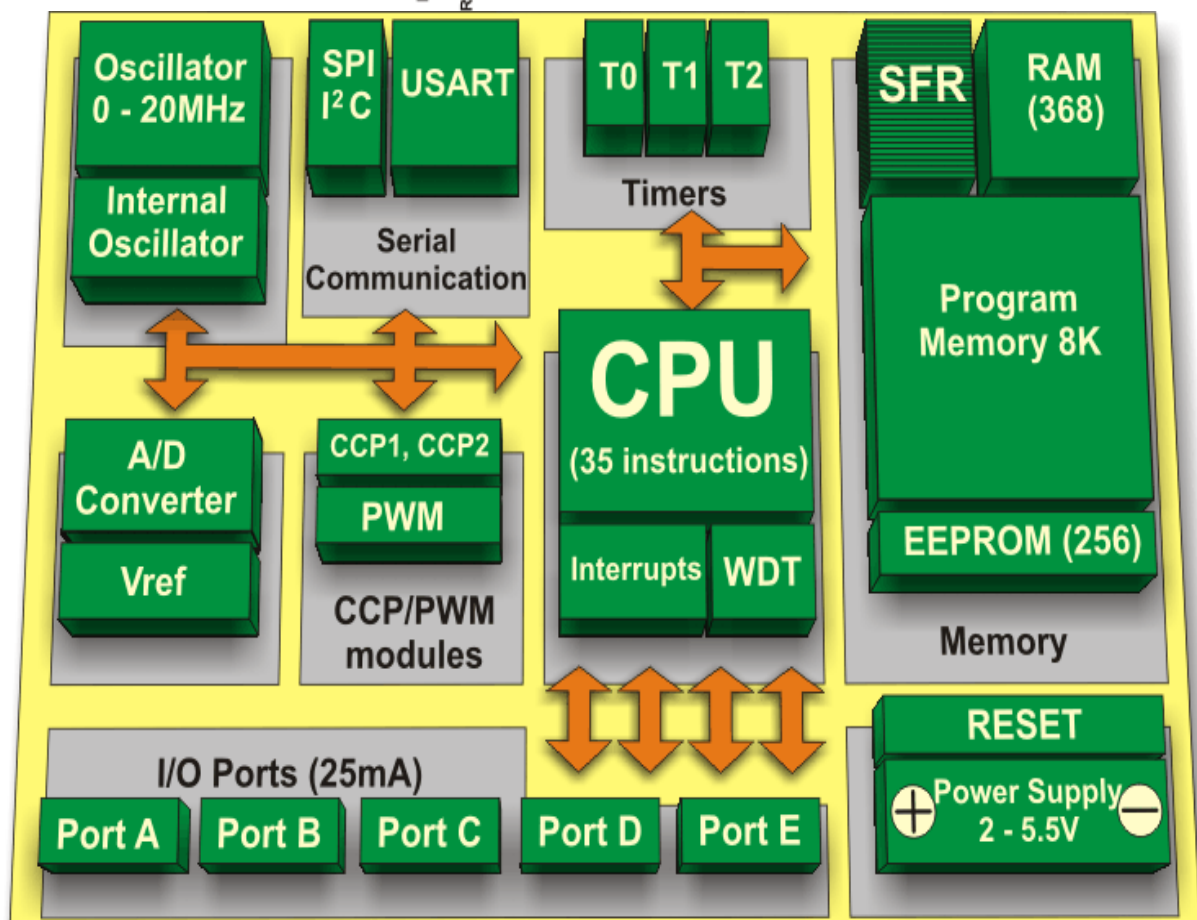 Oscillator
0 - 20MHz
Internal
Oscillator
SPI
I² C
USART
Serial
Communication
T0
T1
T2
Timers
SFR
RAM
(368)
Program
Memory 8K
EEPROM (256)
Memory
A/D
Converter
Vref
CCP1, CCP2
PWM
CCP/PWM
modules
CPU
(35 instructions)
Interrupts
WDT
I/O Ports (25mA)
Port A
Port B
Port C
Port D
Port E
RESET
+
Power Supply
2 - 5.5V
−